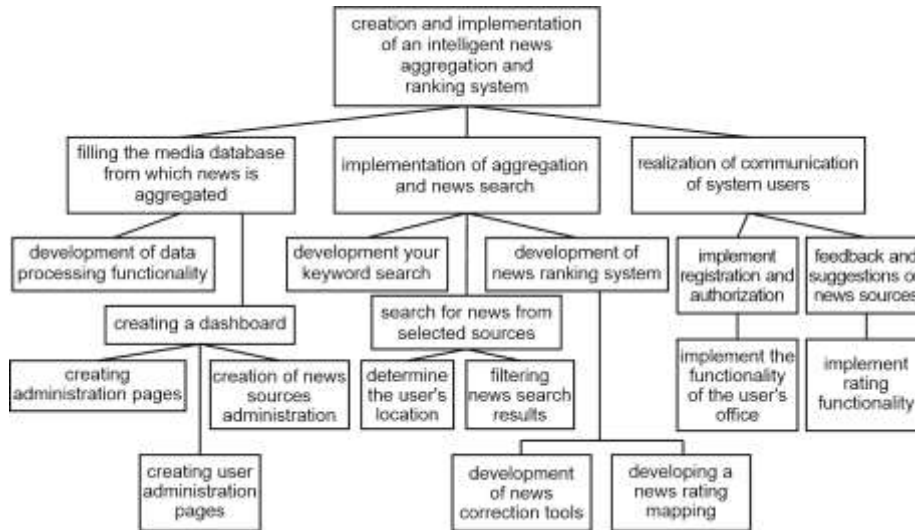 creation and implementation
of an intelligent news
aggregation and
ranking system
filling the media database
from which news is
aggregated
implementation of aggregation
and news search
realization of communication
of system users
development of data
processing functionality
development your
keyword search
development of
news ranking system
implement
registration and
authorization
feedback and
suggestions on
news sources
creating a dashboard
search for news from
selected sources
creating
administration pages
creation of news
sources
administration
determine
the user's
location
filtering
news search
results
implement the
functionality
of the user's
office
implement
rating
functionality
creating user
administration
pages
development
of news
correction tools
developing a
news rating
mapping